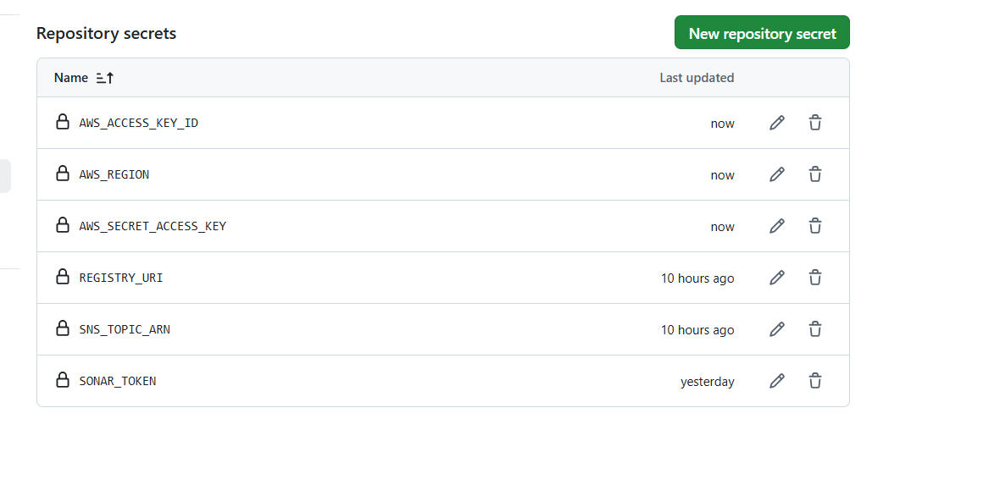 Repository secrets
New repository secret
Name
Last updated
AWS_ACCESS_KEY_ID
now
AWS_REGION
now
AWS_SECRET_ACCESS_KEY
now
REGISTRY_URI
10 hours ago
SNS_TOPIC_ARN
10 hours ago
SONAR_TOKEN
yesterday